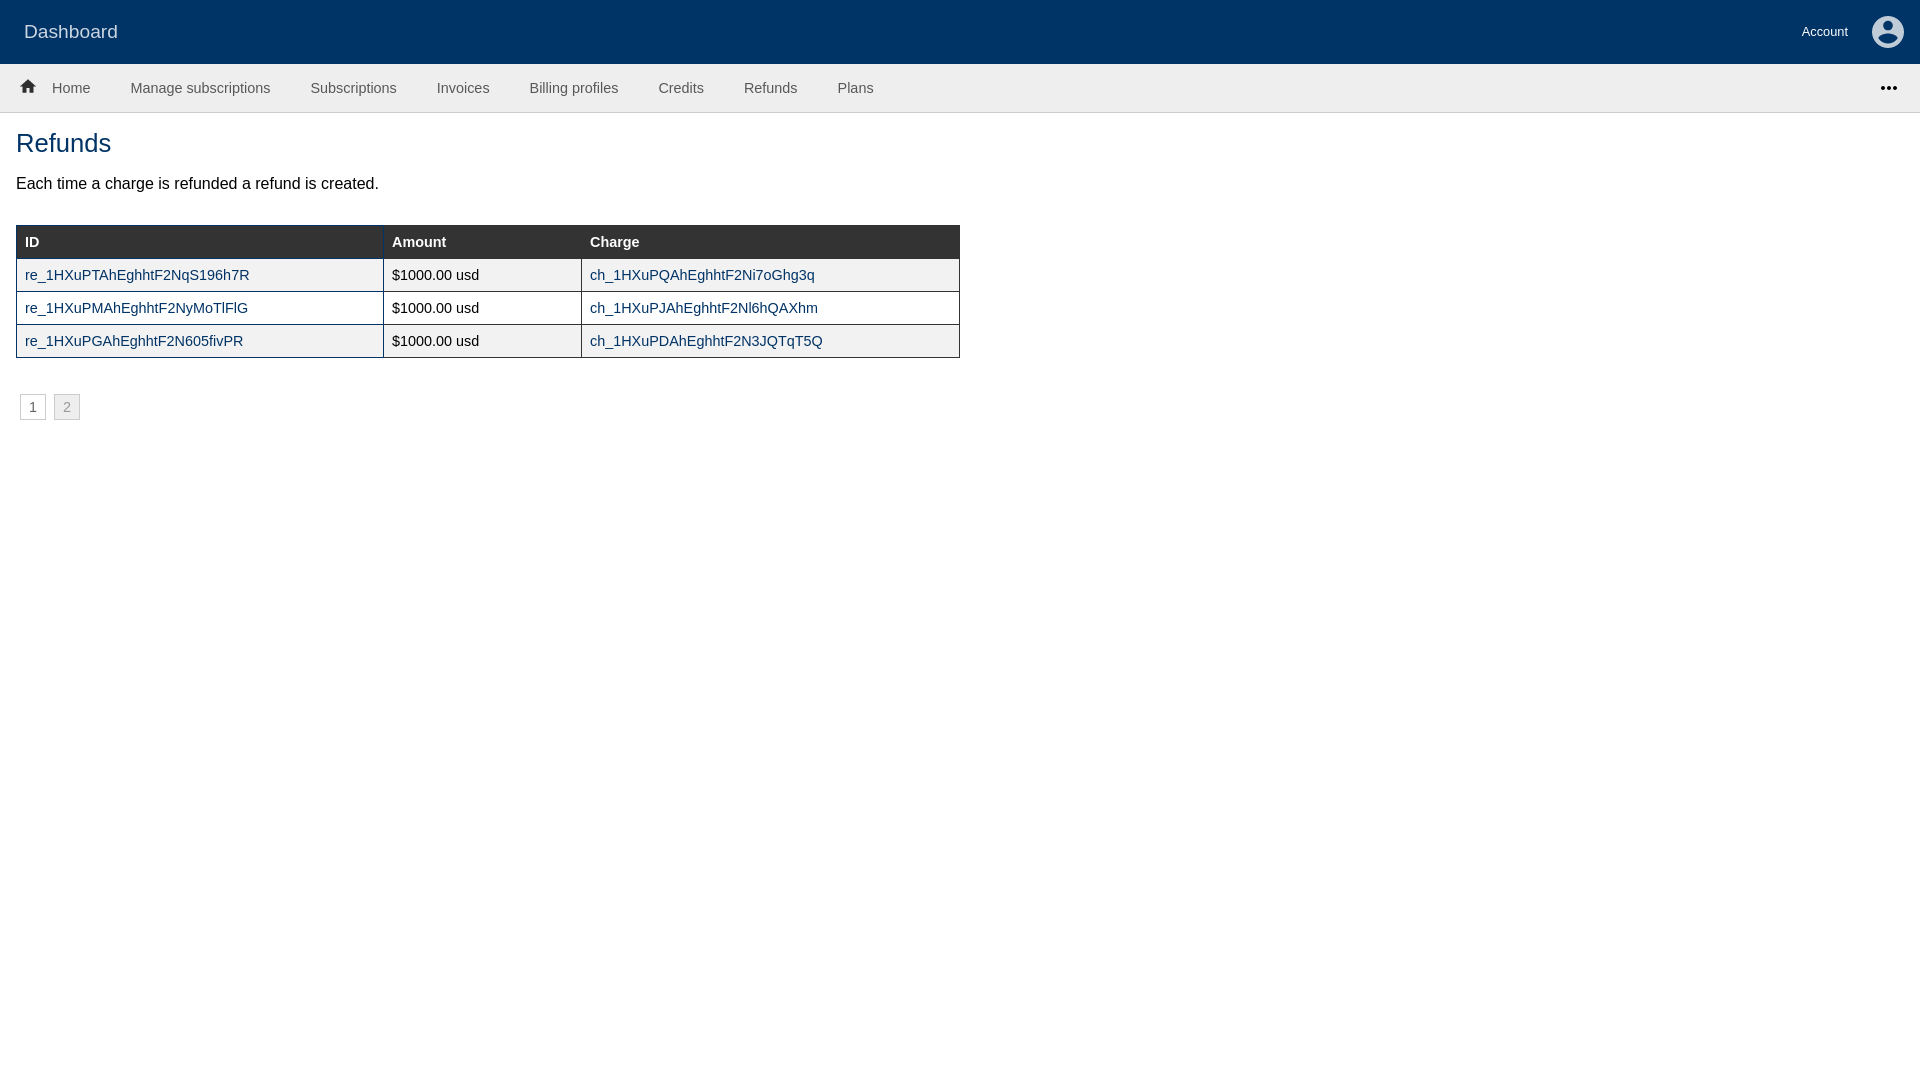 Dashboard
Account
Home Manage subscriptions Subscriptions Invoices Billing profiles Credits Refunds Plans
Refunds
Each time a charge is refunded a refund is created.
ID Amount Charge
re_1HXuPTAhEghhtF2NqS196h7R $1000.00 usd ch_1HXuPQAhEghhtF2Ni7oGhg3q
re_1HXuPMAhEghhtF2NyMoTlFlG $1000.00 usd ch_1HXuPJAhEghhtF2Nl6hQAXhm
re_1HXuPGAhEghhtF2N605fivPR $1000.00 usd ch_1HXuPDAhEghhtF2N3JQTqT5Q
1 2